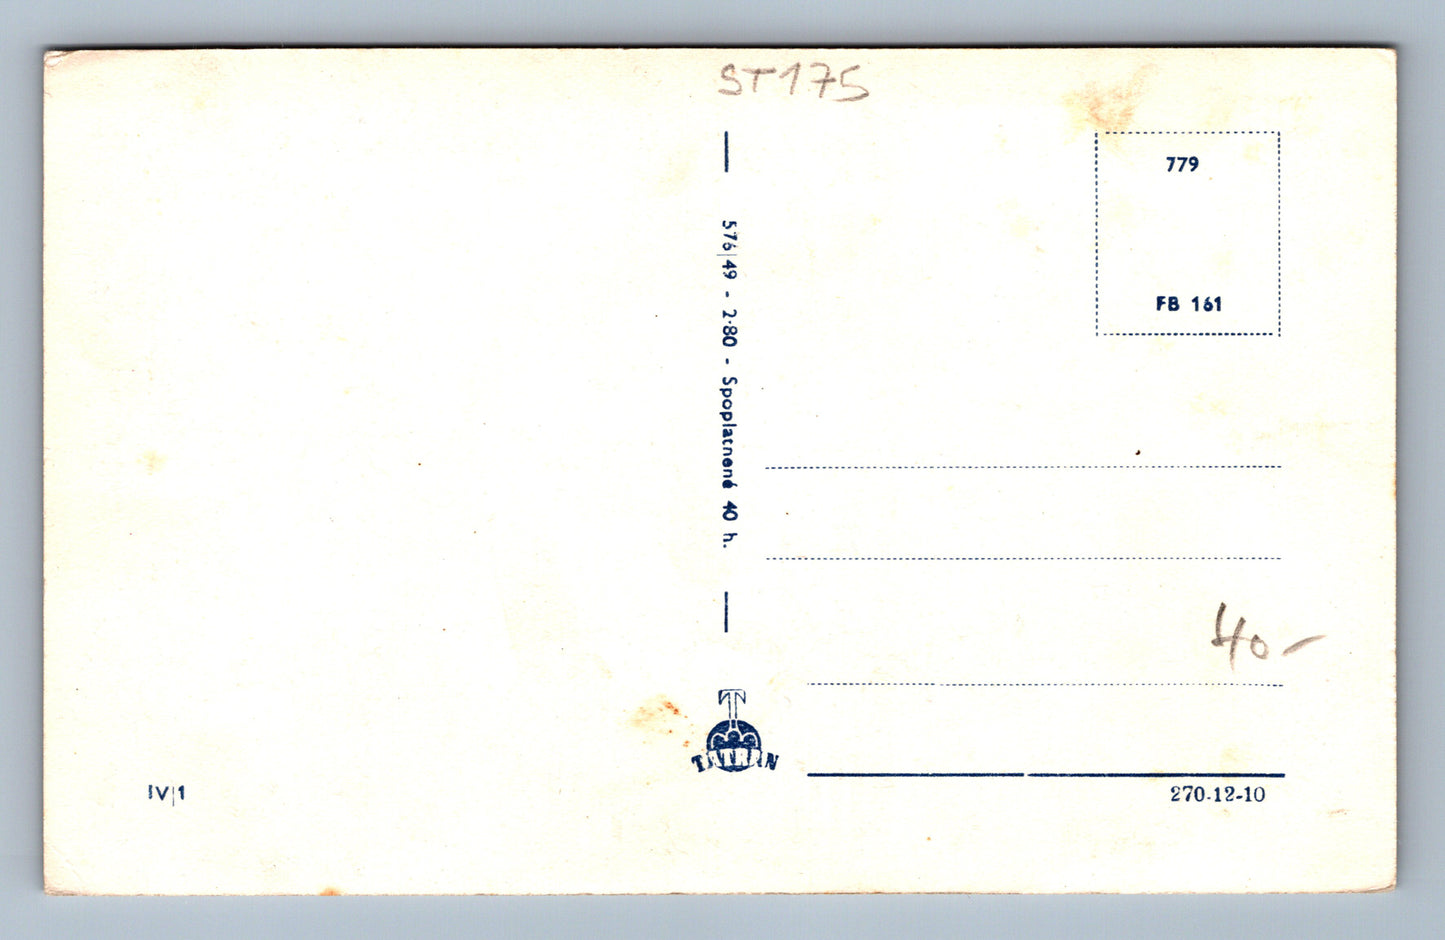 ST175
576|49 - 2·80 - Spoplatnené 40 h.
779
FB 161
40-
T
TATRAN
IV|1
270-12-10